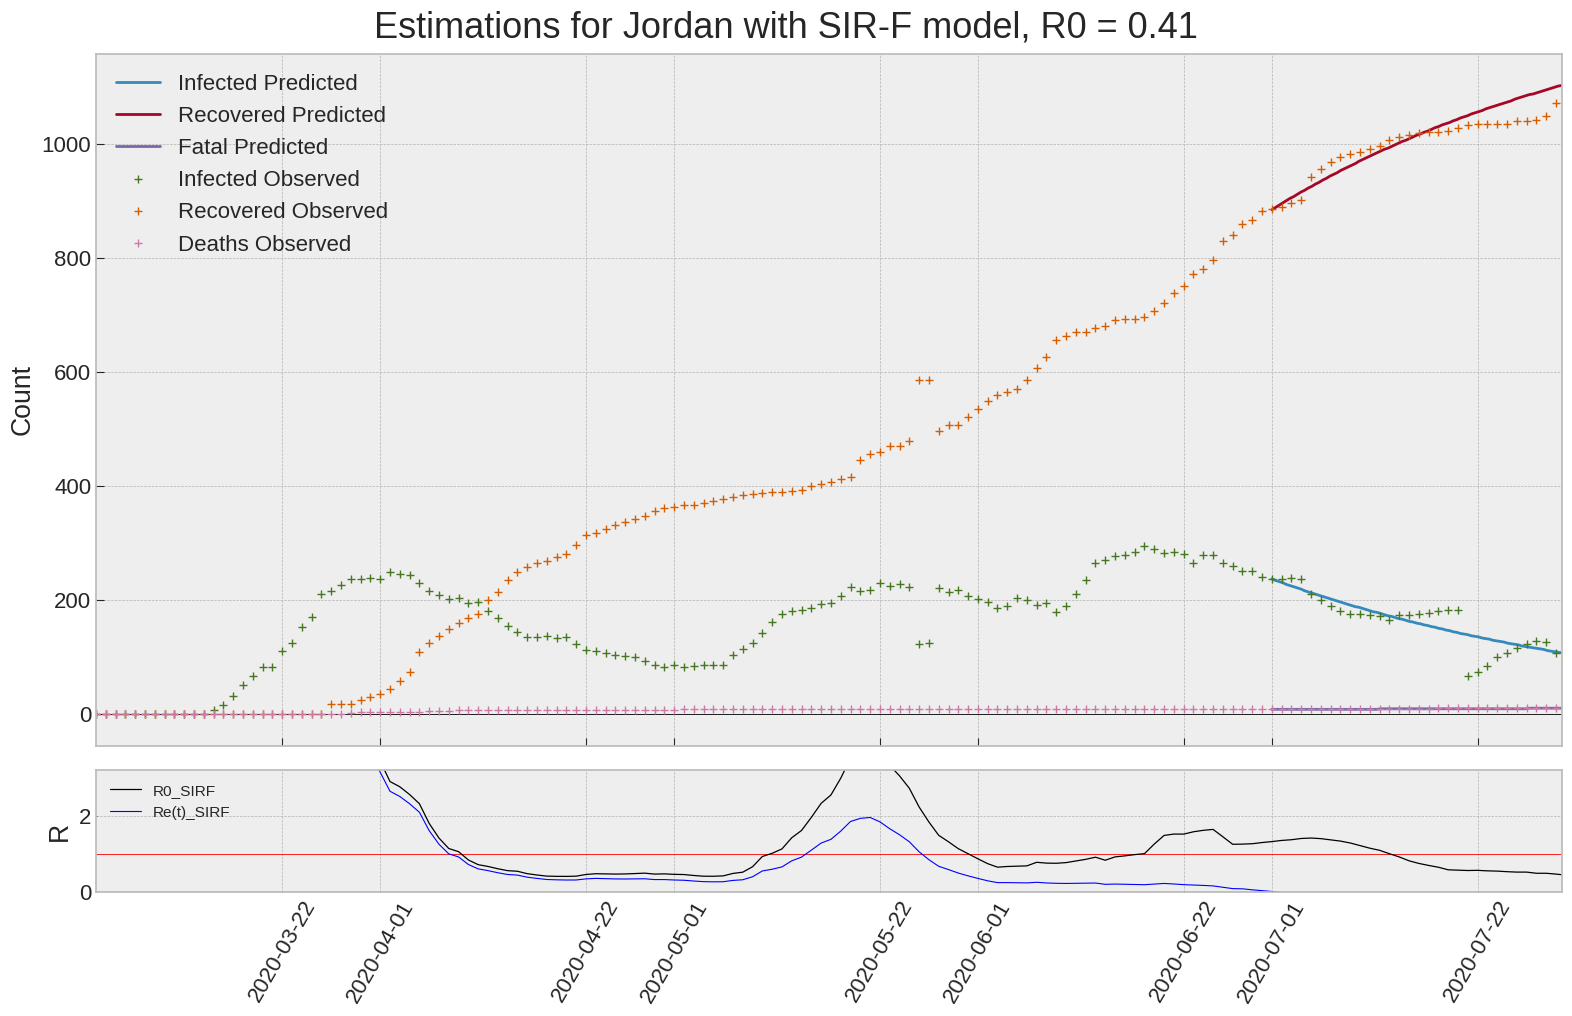 Estimations for Jordan with SIR-F model, R0 = 0.41
Infected Predicted
Recovered Predicted
Fatal Predicted
Infected Observed
Recovered Observed
Deaths Observed
Count
1000
800
600
400
200
0
R0_SIRF
Re(t)_SIRF
R
2
0
2020-03-22
2020-04-01
2020-04-22
2020-05-01
2020-05-22
2020-06-01
2020-06-22
2020-07-01
2020-07-22